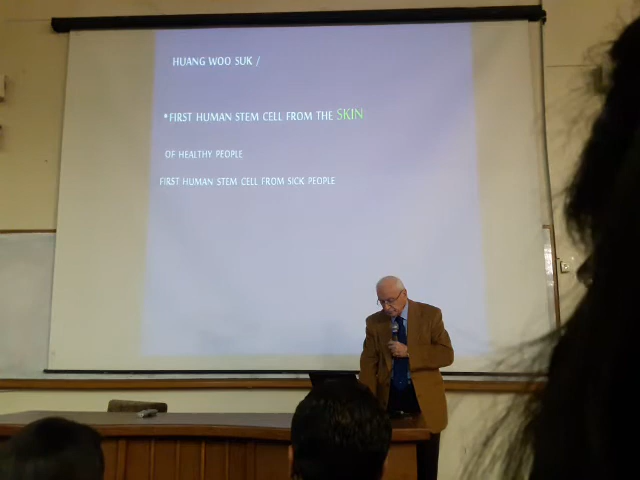 HUANG WOO SUK /
*FIRST HUMAN STEM CELL FROM THE SKIN
OF HEALTHY PEOPLE
FIRST HUMAN STEM CELL FROM SICK PEOPLE